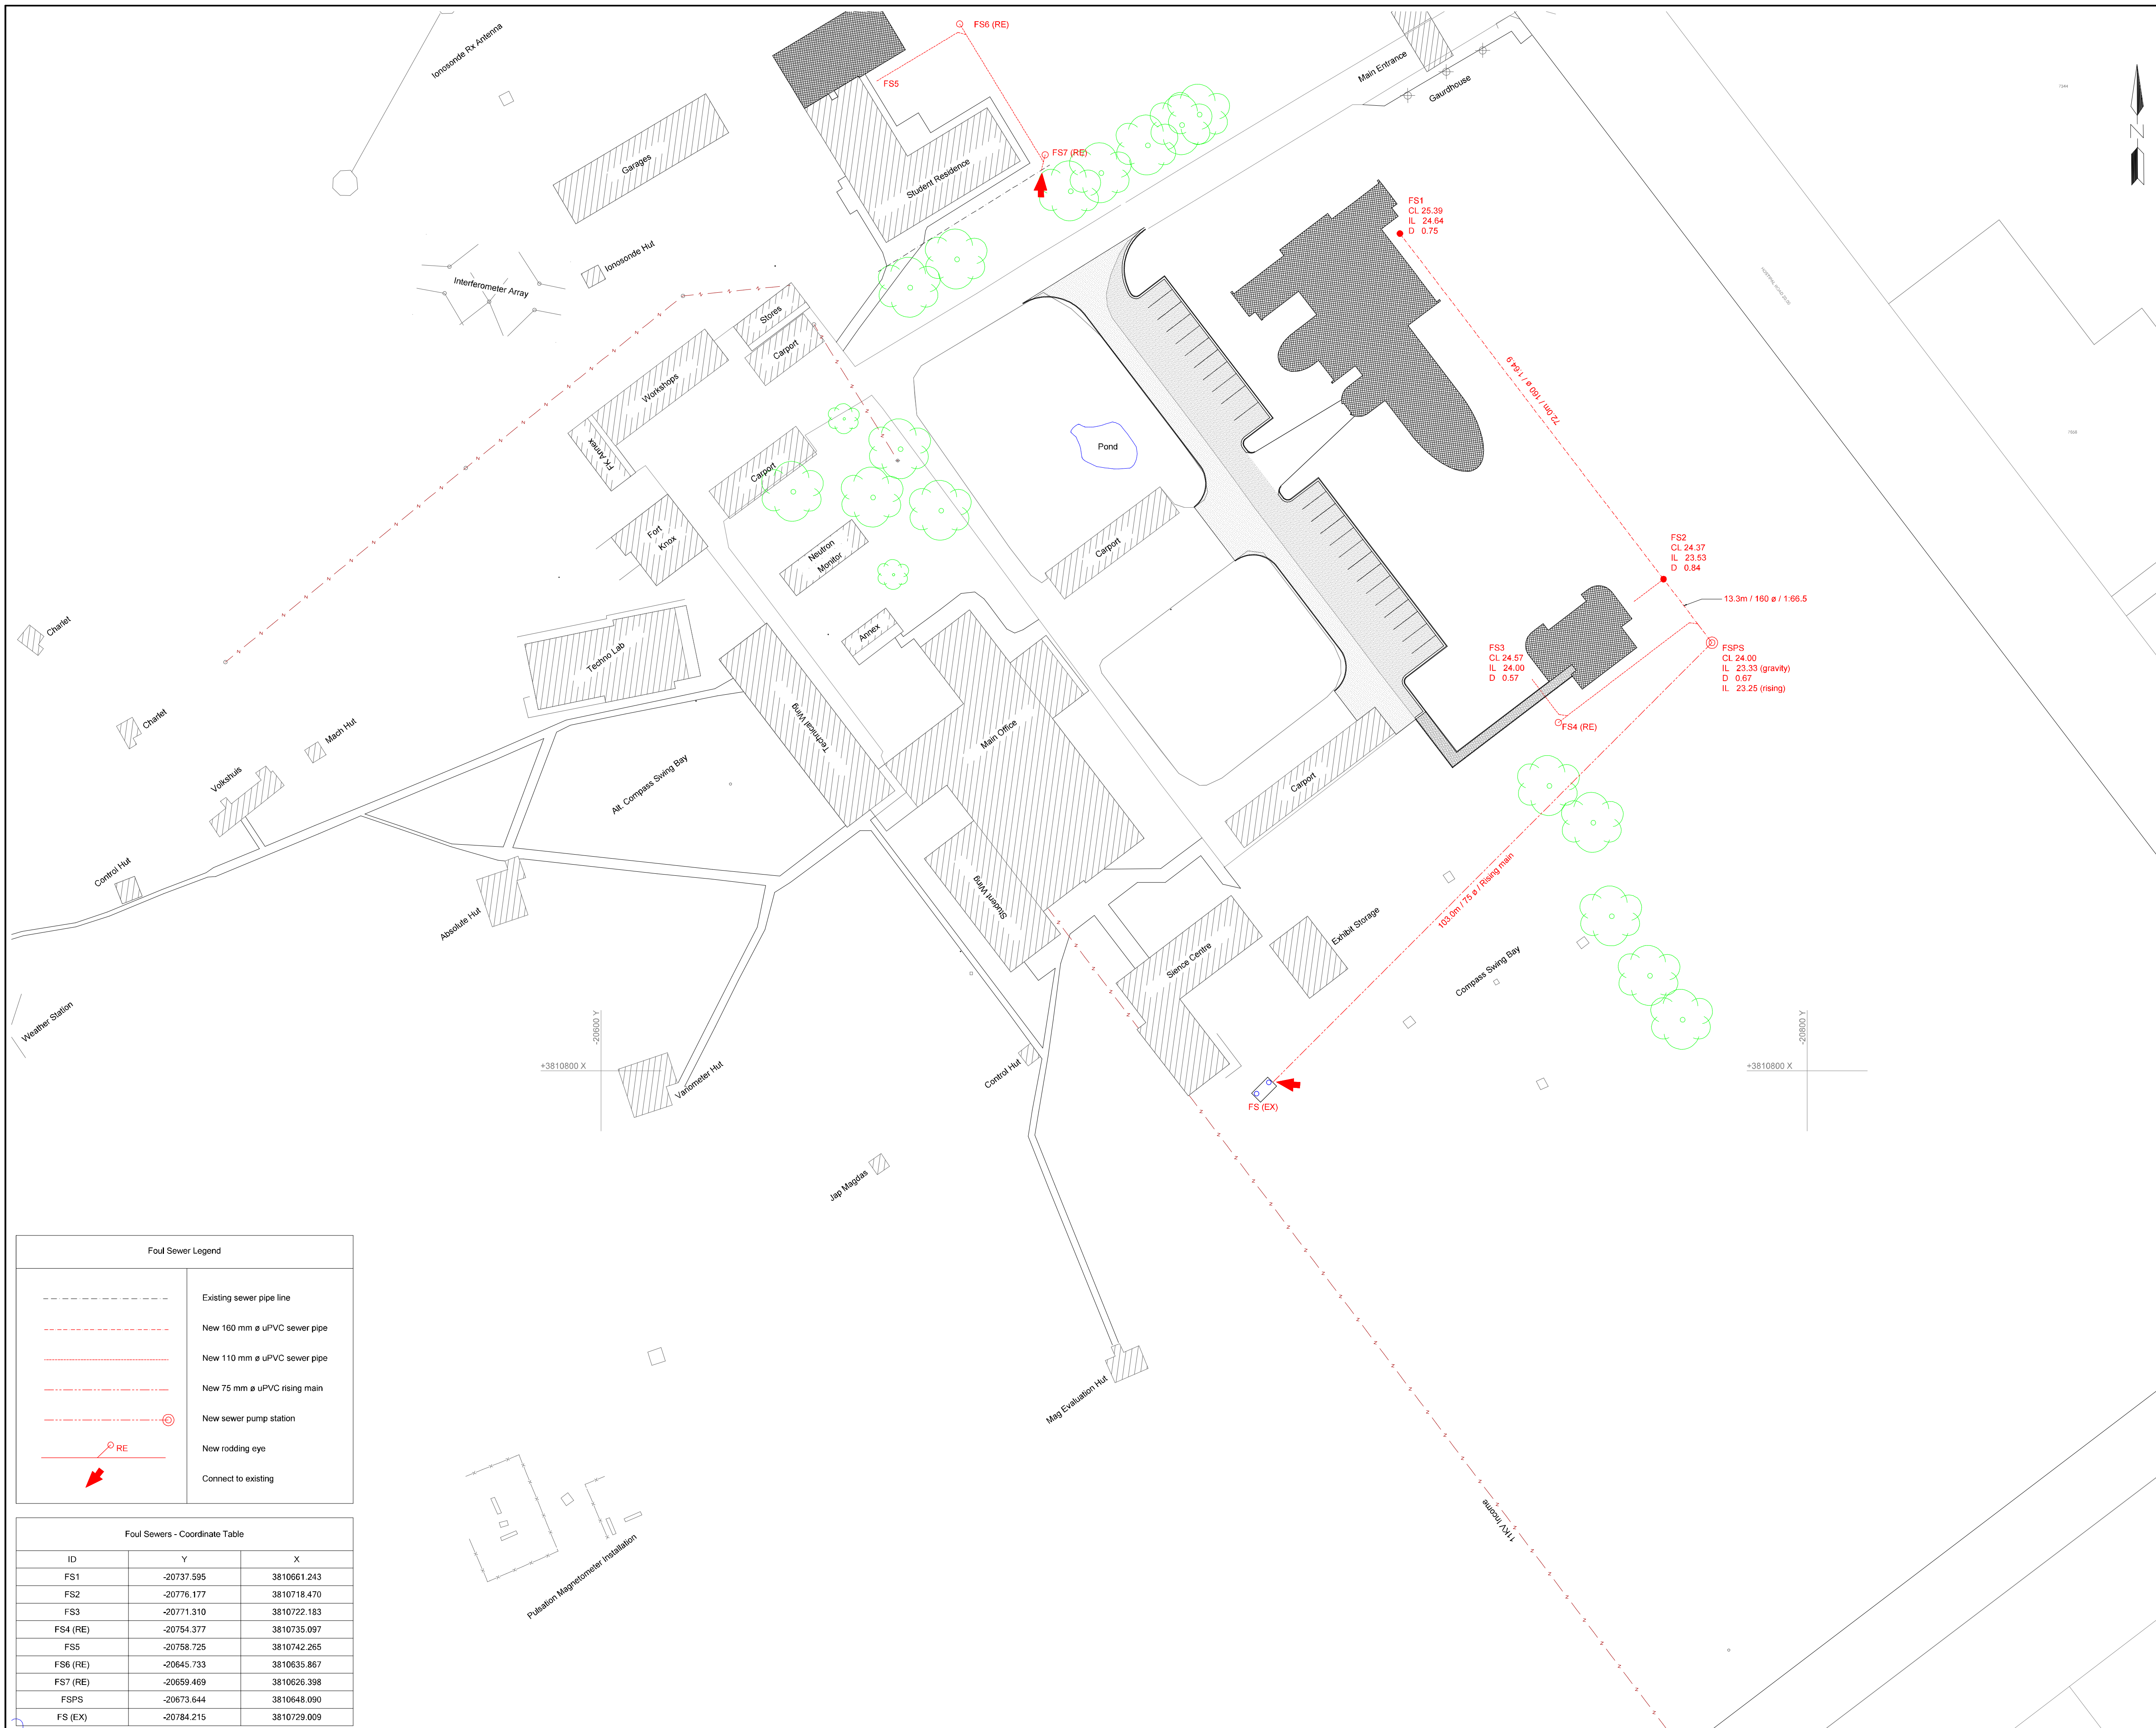 Ionosonde Rx Antenna
FS6 (RE)
FS5
Main Entrance
Gaurdhouse
7344
N
Garages
Student Residence
FS7 (RE)
FS1
CL 25.39
IL 24.64
D 0.75
Ionosonde Hut
Interferometer Array
Stores
Carport
Workshops
FK Annex
72.0m / 160 ø / 1:64.9
Pond
Carport
Carport
Fort
Knox
Neutron
Monitor
FS2
CL 24.37
IL 23.53
D 0.84
13.3m / 160 ø / 1:66.5
Charlet
Annex
Techno Lab
FS3
CL 24.57
IL 24.00
D 0.57
FSPS
CL 24.00
IL 23.33 (gravity)
D 0.67
IL 23.25 (rising)
FS4 (RE)
Charlet
Mach Hut
Technical Wing
Main Office
Volkshuis
Alt. Compass Swing Bay
Carport
Control Hut
Absolute Hut
Student Wing
103.0m / 75 ø / Rising main
Exhibit Storage
Sience Centre
Compass Swing Bay
Weather Station
-20600 Y
+3810800 X
-20800 Y
+3810800 X
Variometer Hut
Control Hut
FS (EX)
Jap Magdas
Mag Evaluation Hut
11KV Income
Pulsation Magnetometer Installation
Foul Sewer Legend
Existing sewer pipe line
New 160 mm ø uPVC sewer pipe
New 110 mm ø uPVC sewer pipe
New 75 mm ø uPVC rising main
New sewer pump station
RE New rodding eye
Connect to existing
Foul Sewers - Coordinate Table
ID Y X
FS1 -20737.595 3810661.243
FS2 -20776.177 3810718.470
FS3 -20771.310 3810722.183
FS4 (RE) -20754.377 3810735.097
FS5 -20758.725 3810742.265
FS6 (RE) -20645.733 3810635.867
FS7 (RE) -20659.469 3810626.398
FSPS -20673.644 3810648.090
FS (EX) -20784.215 3810729.009